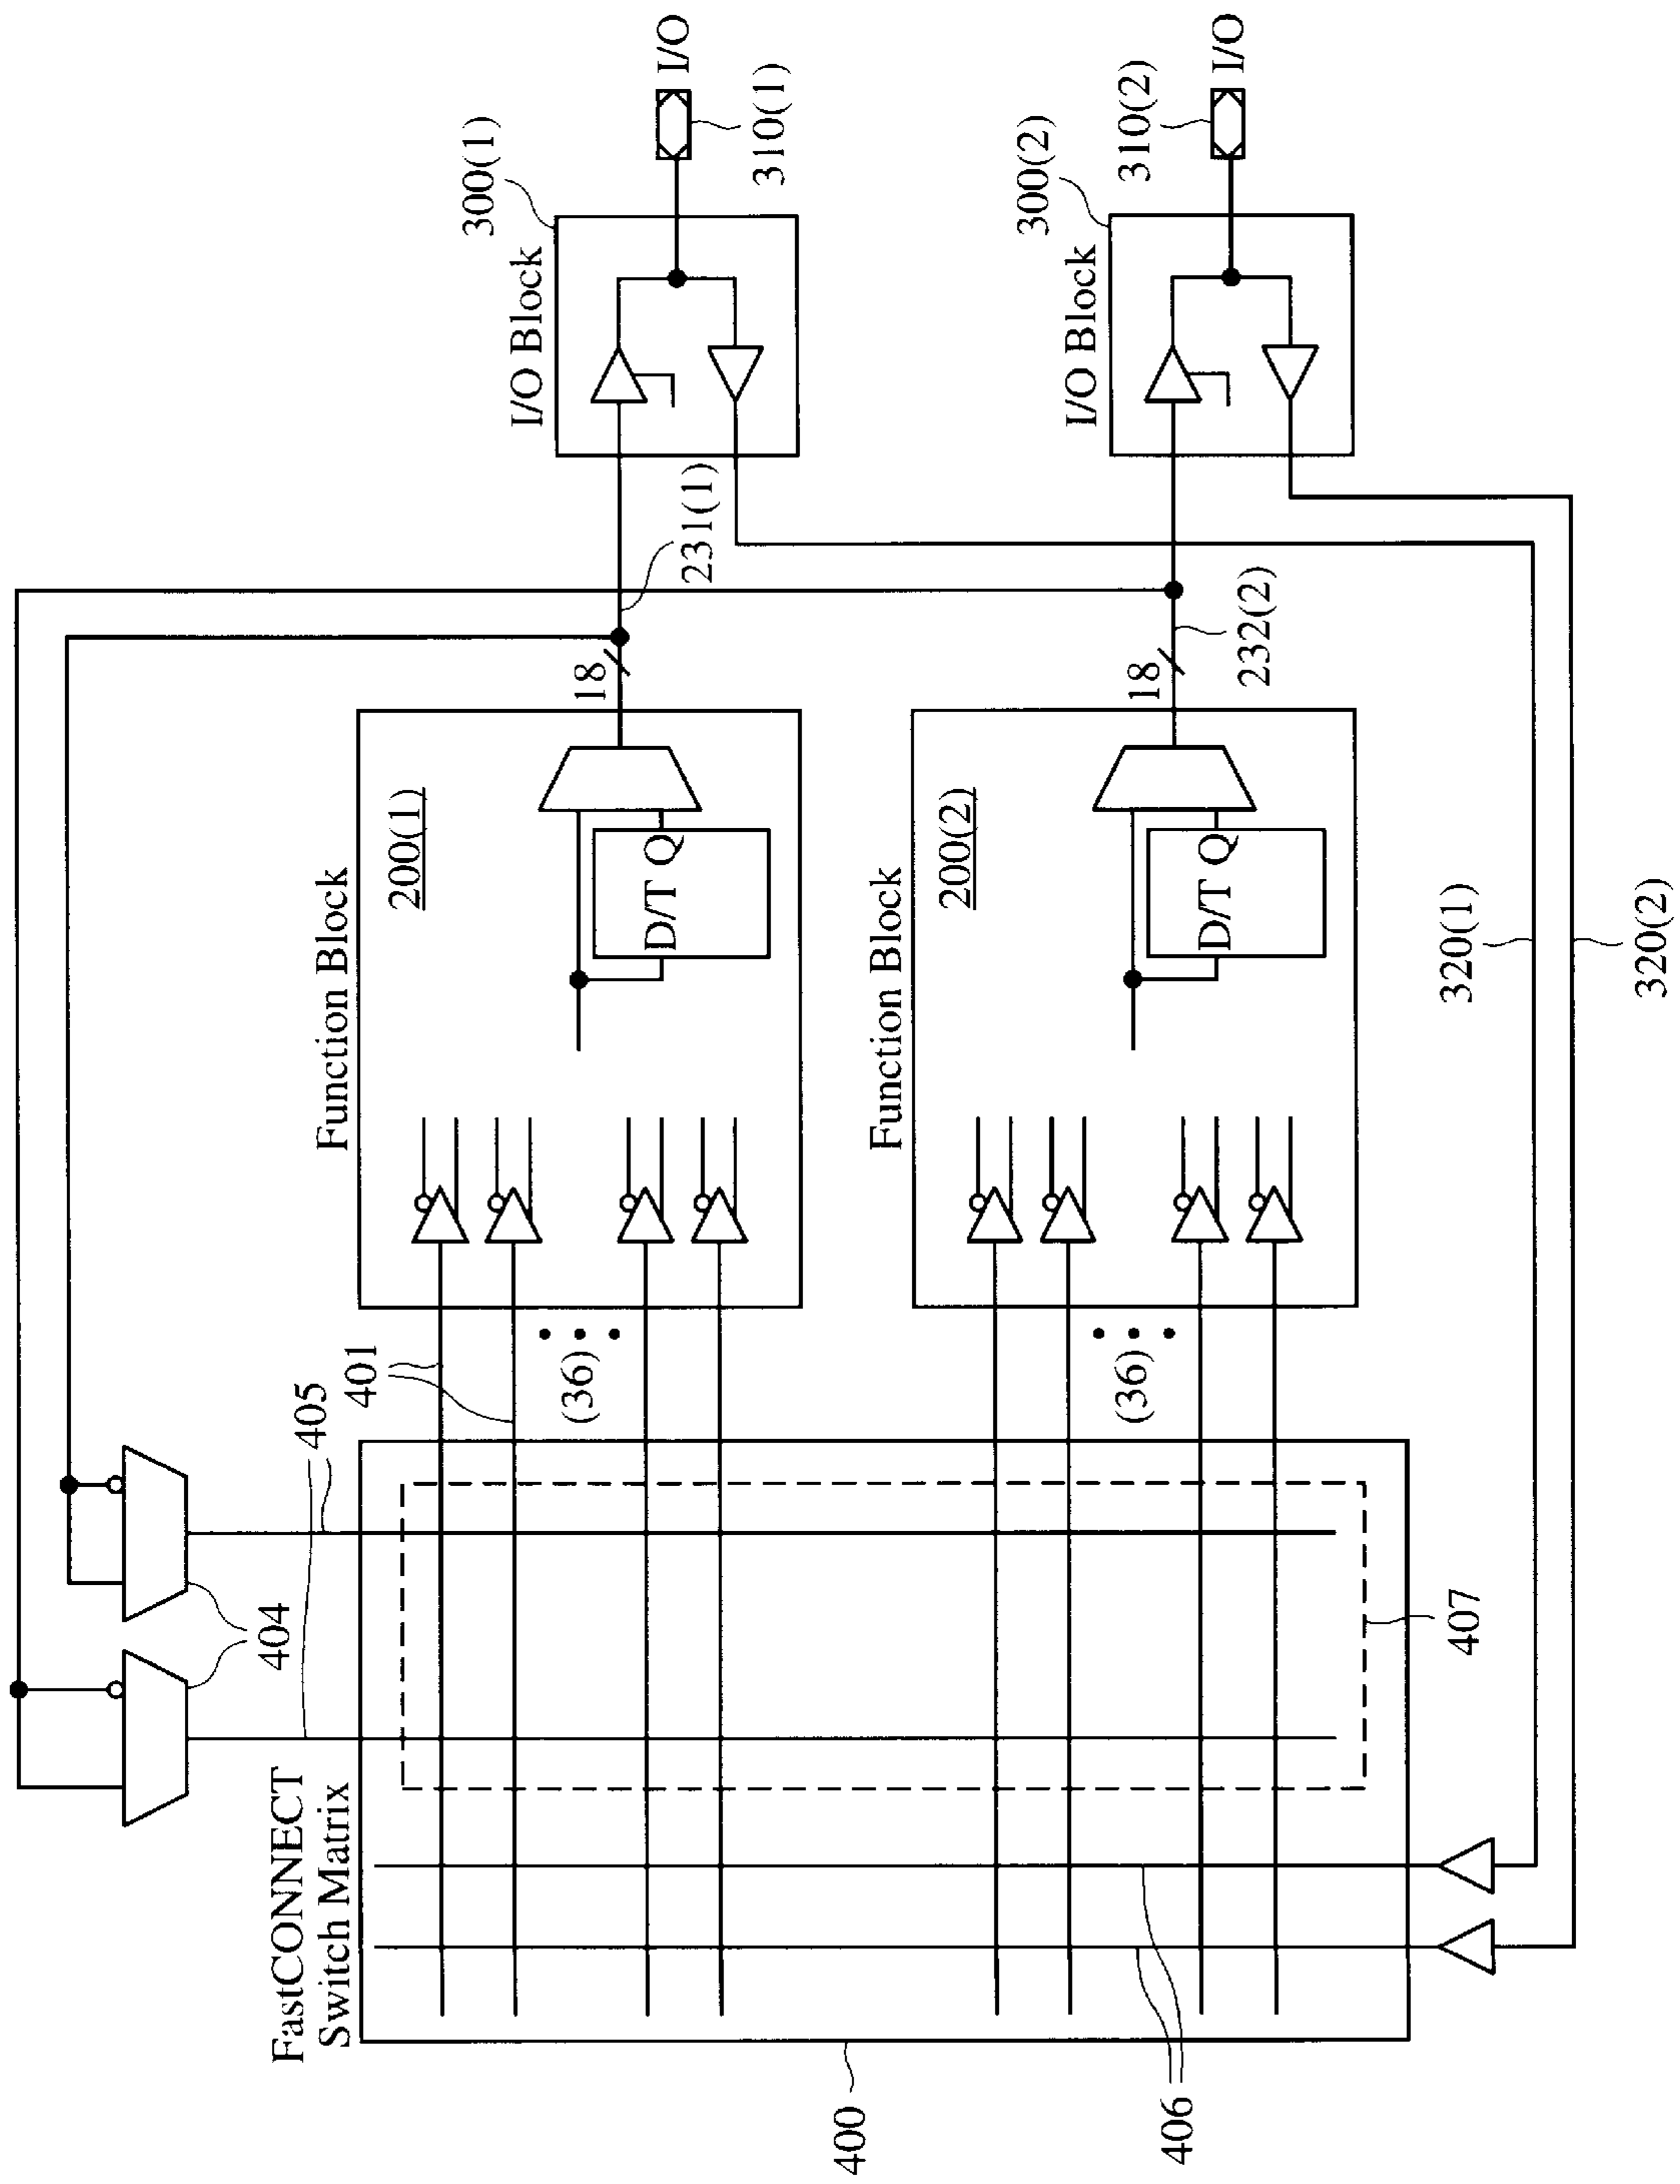 FastCONNECT
Switch Matrix
404
405
401
(36)
Function Block
200(1)
D/T Q
18
231(1)
I/O Block
300(1)
310(1)
I/O
(36)
Function Block
200(2)
D/T Q
18
232(2)
I/O Block
300(2)
310(2)
I/O
400
406
407
320(1)
320(2)